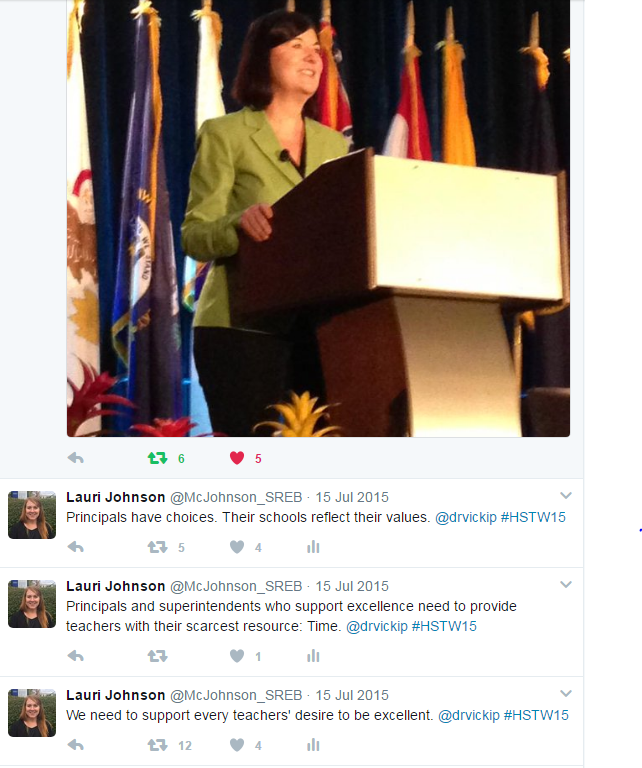 6 5
Lauri Johnson @McJohnson_SREB · 15 Jul 2015
Principals have choices. Their schools reflect their values. @drvickip #HSTW15
5 4
Lauri Johnson @McJohnson_SREB · 15 Jul 2015
Principals and superintendents who support excellence need to provide
teachers with their scarcest resource: Time. @drvickip #HSTW15
1
Lauri Johnson @McJohnson_SREB · 15 Jul 2015
We need to support every teachers' desire to be excellent. @drvickip #HSTW15
12 4